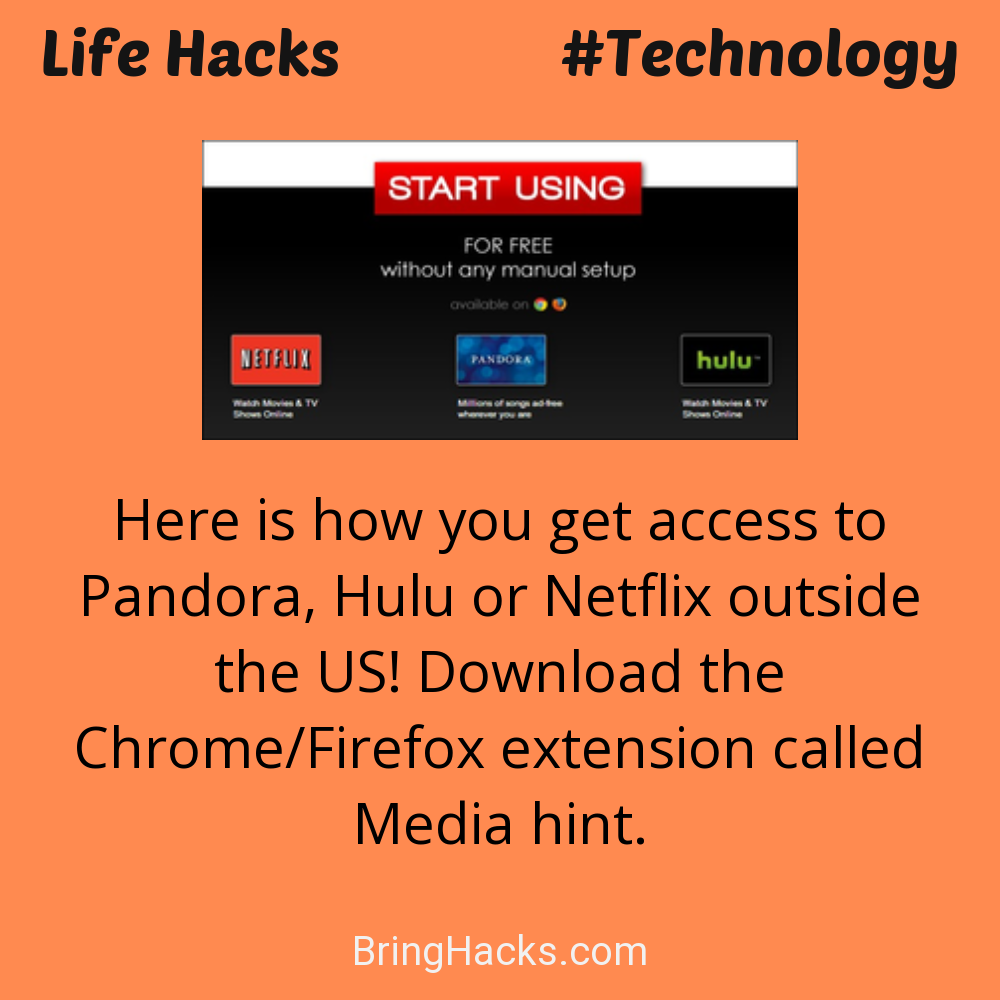 Life Hacks #Technology
START USING
FOR FREE
without any manual setup
available on
NETFLIX PANDORA hulu
Watch Movies & TV Millions of songs ad-free Watch Movies & TV
Shows Online wherever you are Shows Online
Here is how you get access to
Pandora, Hulu or Netflix outside
the US! Download the
Chrome/Firefox extension called
Media hint.
BringHacks.com